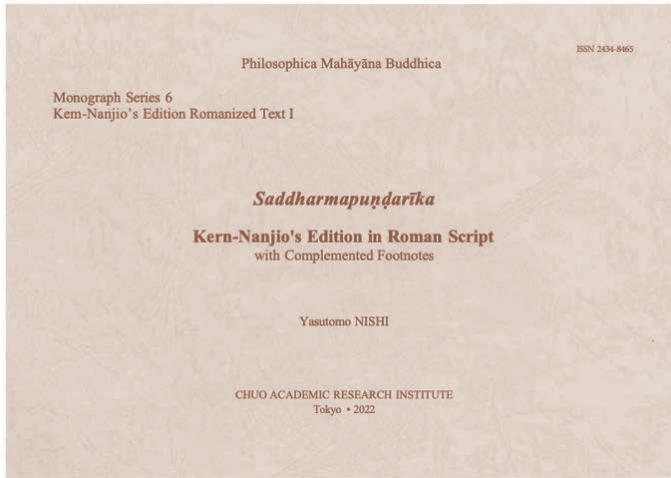 ISSN 2434-8465
Philosophica Mahāyāna Buddhica
Monograph Series 6
Kern-Nanjio's Edition Romanized Text I
Saddharmapuṇḍarīka
Kern-Nanjio's Edition in Roman Script
with Complemented Footnotes
Yasutomo NISHI
CHUO ACADEMIC RESEARCH INSTITUTE
Tokyo • 2022